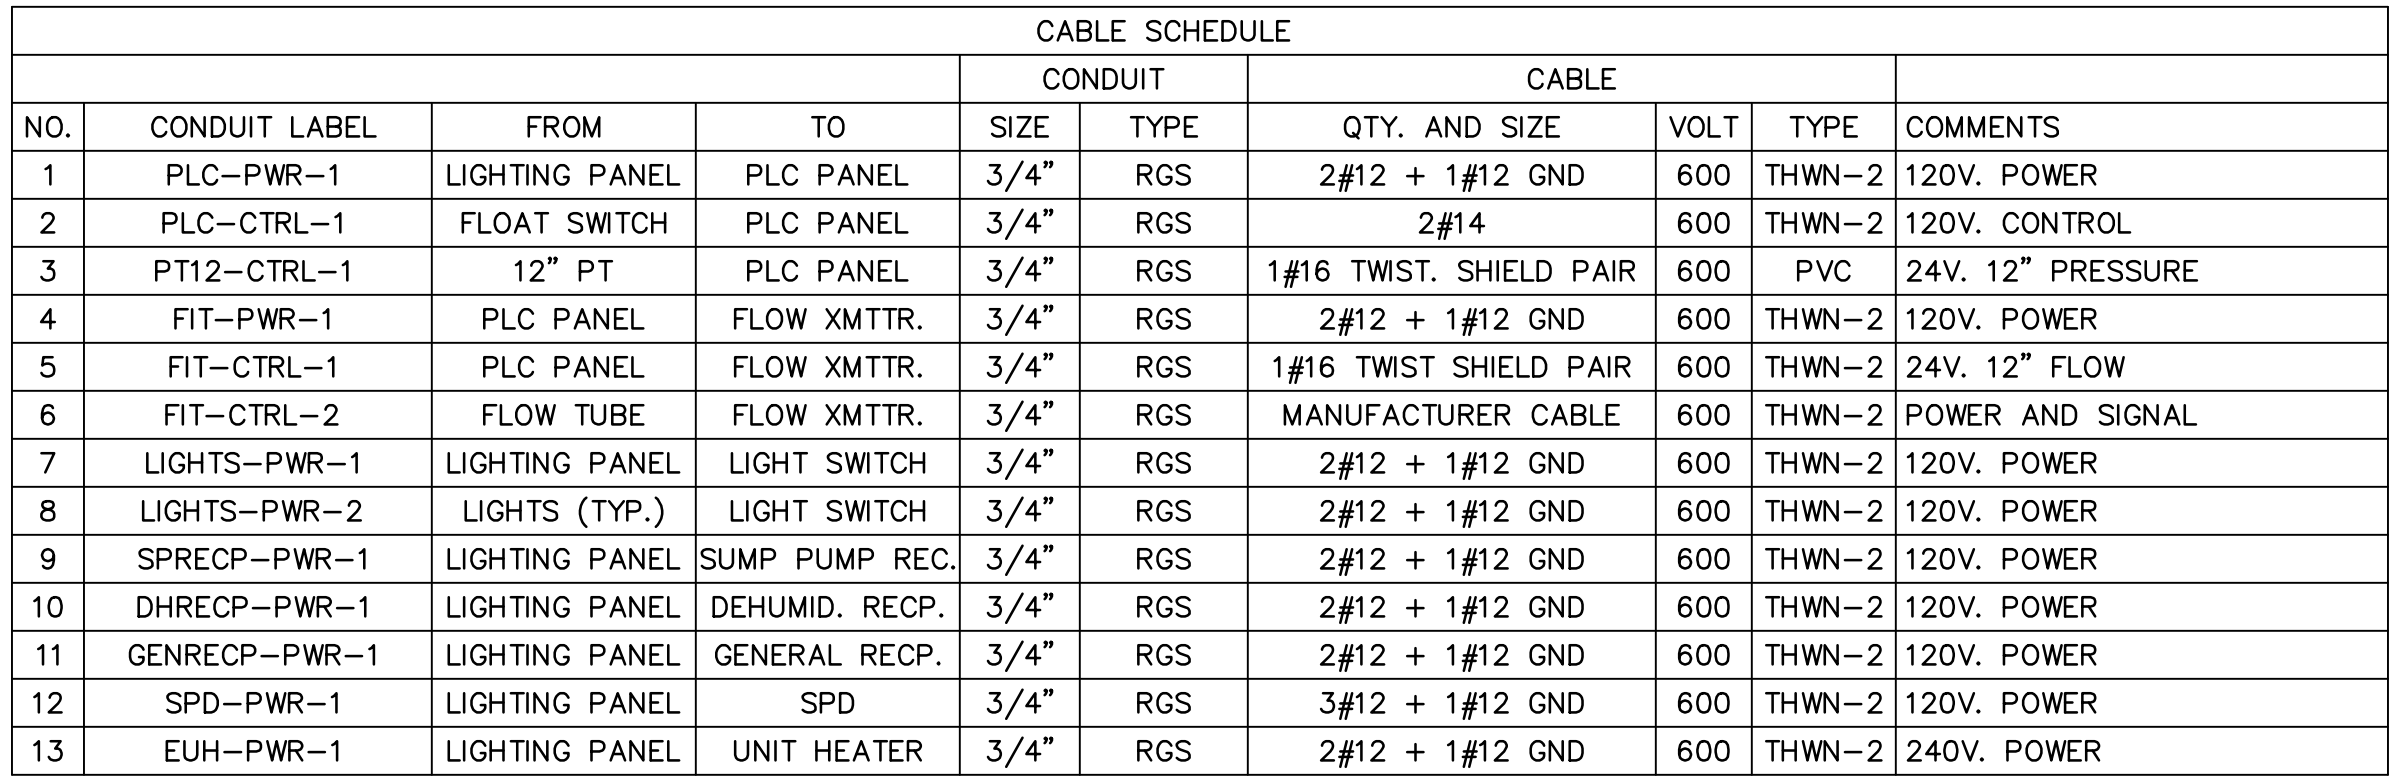 CABLE SCHEDULE
CONDUIT CABLE
NO. CONDUIT LABEL FROM TO SIZE TYPE QTY. AND SIZE VOLT TYPE COMMENTS
1 PLC-PWR-1 LIGHTING PANEL PLC PANEL 3/4" RGS 2#12 + 1#12 GND 600 THWN-2 120V. POWER
2 PLC-CTRL-1 FLOAT SWITCH PLC PANEL 3/4" RGS 2#14 600 THWN-2 120V. CONTROL
3 PT12-CTRL-1 12" PT PLC PANEL 3/4" RGS 1#16 TWIST. SHIELD PAIR 600 PVC 24V. 12" PRESSURE
4 FIT-PWR-1 PLC PANEL FLOW XMTTR. 3/4" RGS 2#12 + 1#12 GND 600 THWN-2 120V. POWER
5 FIT-CTRL-1 PLC PANEL FLOW XMTTR. 3/4" RGS 1#16 TWIST SHIELD PAIR 600 THWN-2 24V. 12" FLOW
6 FIT-CTRL-2 FLOW TUBE FLOW XMTTR. 3/4" RGS MANUFACTURER CABLE 600 THWN-2 POWER AND SIGNAL
7 LIGHTS-PWR-1 LIGHTING PANEL LIGHT SWITCH 3/4" RGS 2#12 + 1#12 GND 600 THWN-2 120V. POWER
8 LIGHTS-PWR-2 LIGHTS (TYP.) LIGHT SWITCH 3/4" RGS 2#12 + 1#12 GND 600 THWN-2 120V. POWER
9 SPRECP-PWR-1 LIGHTING PANEL SUMP PUMP REC. 3/4" RGS 2#12 + 1#12 GND 600 THWN-2 120V. POWER
10 DHRECP-PWR-1 LIGHTING PANEL DEHUMID. RECP. 3/4" RGS 2#12 + 1#12 GND 600 THWN-2 120V. POWER
11 GENRECP-PWR-1 LIGHTING PANEL GENERAL RECP. 3/4" RGS 2#12 + 1#12 GND 600 THWN-2 120V. POWER
12 SPD-PWR-1 LIGHTING PANEL SPD 3/4" RGS 3#12 + 1#12 GND 600 THWN-2 120V. POWER
13 EUH-PWR-1 LIGHTING PANEL UNIT HEATER 3/4" RGS 2#12 + 1#12 GND 600 THWN-2 240V. POWER